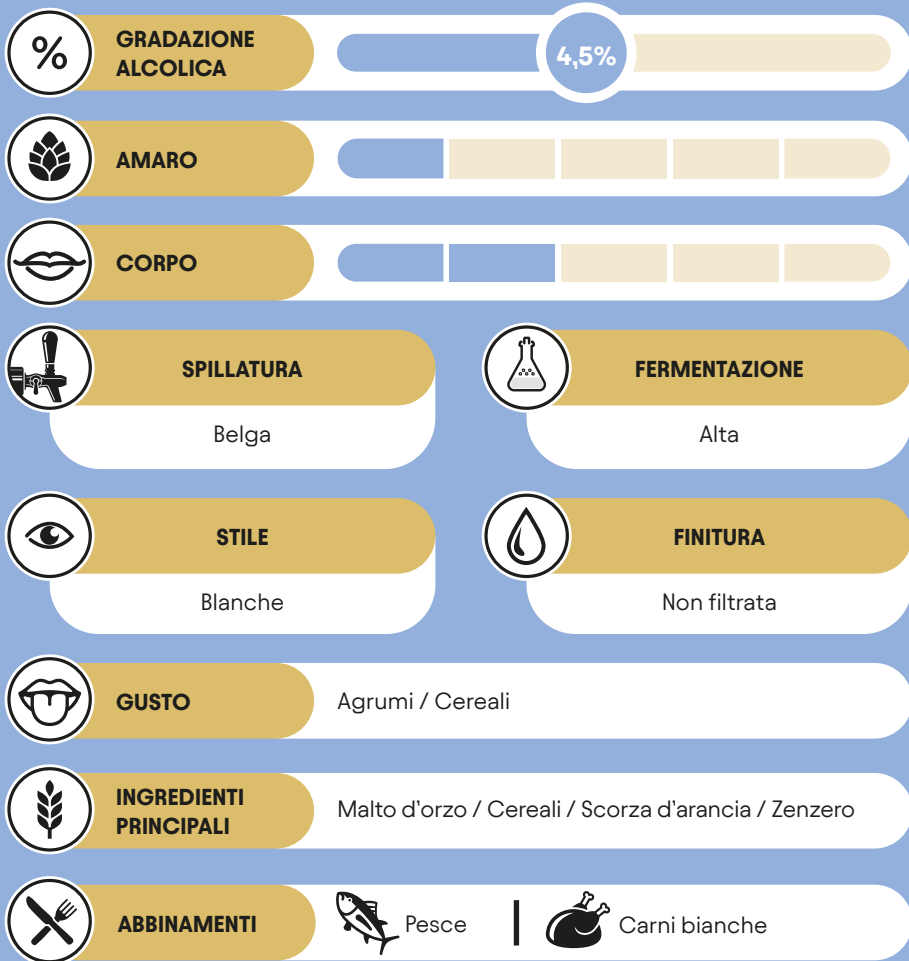 %
GRADAZIONE
ALCOLICA
4,5%
AMARO
CORPO
SPILLATURA
Belga
FERMENTAZIONE
Alta
STILE
Blanche
FINITURA
Non filtrata
GUSTO
Agrumi / Cereali
INGREDIENTI
PRINCIPALI
Malto d'orzo / Cereali / Scorza d'arancia / Zenzero
ABBINAMENTI
Pesce
Carni bianche